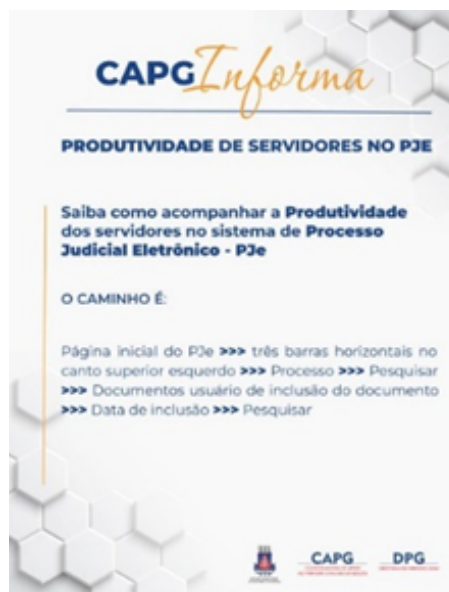 CAPG Informa
PRODUTIVIDADE DE SERVIDORES NO PJE
Saiba como acompanhar a Produtividade
dos servidores no sistema de Processo
Judicial Eletrônico - PJe
O CAMINHO É:
Página inicial do PJe >>> três barras horizontais no
canto superior esquerdo >>> Processo >>> Pesquisar
>>> Documentos usuário de inclusão do documento
>>> Data de inclusão >>> Pesquisar
CAPG DPG